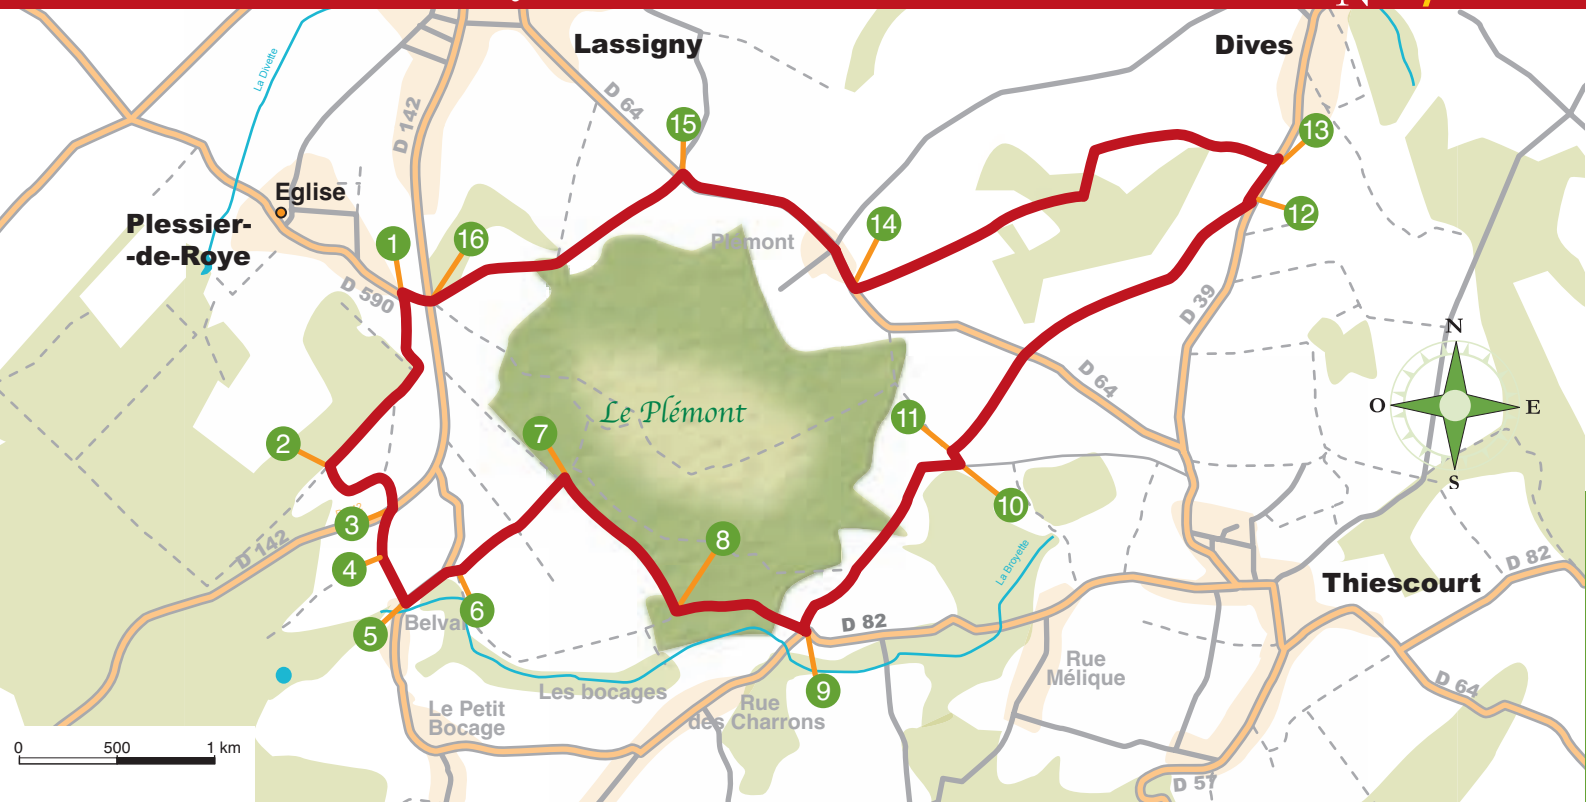 Lassigny
Dives
La Divette
D 142
D 64
15
13
Eglise
Plessier-
-de-Roye
1
16
14
12
Plémont
D 590
D 39
N
D 64
O
E
S
Le Plémont
11
7
2
10
3
8
D 142
4
La Broyette
D 82
Thiescourt
6
5
Belval
D 82
Rue
Mélique
9
Les bocages
Rue
des Charrons
Le Petit
Bocage
D 64
0 500 1 km
D 57